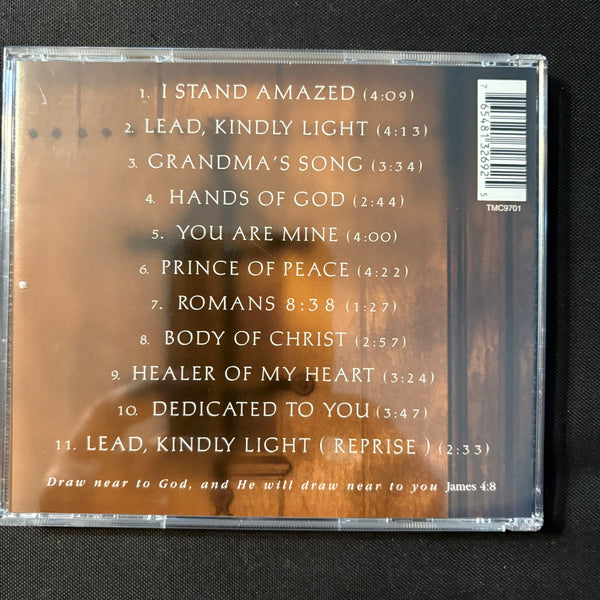 1. I STAND AMAZED (4:09)
2. LEAD, KINDLY LIGHT (4:13)
3. GRANDMA'S SONG (3:34)
4. HANDS OF GOD (2:44)
5. YOU ARE MINE (4:00)
6. PRINCE OF PEACE (4:22)
7. ROMANS 8:38 (1:27)
8. BODY OF CHRIST (2:57)
9. HEALER OF MY HEART (3:24)
10. DEDICATED TO YOU (3:47)
11. LEAD, KINDLY LIGHT (REPRISE) (2:33)
Draw near to God, and He will draw near to you James 4:8
7 65481 32692 5
TMC9701